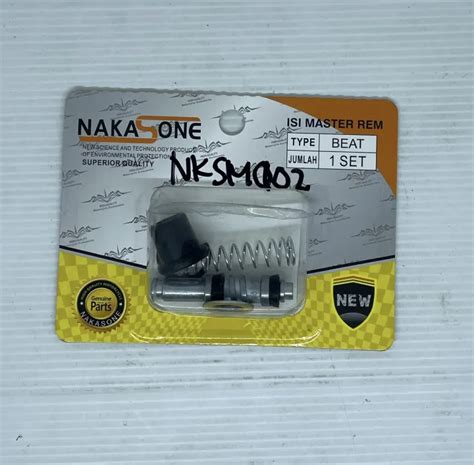 NAKASONE
NEW SCIENCE AND TECHNOLOGY PRODUCT
OF ENVIRONMENTAL PROTECTION
SUPERIOR QUALITY
ISI MASTER REM
TYPE BEAT
JUMLAH 1 SET
NKSMC02
Genuine
Parts
NAKASONE
NEW